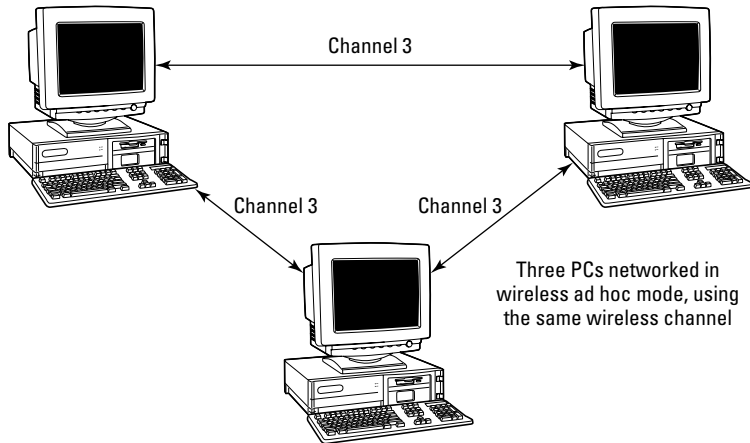 Channel 3
Channel 3
Channel 3
Three PCs networked in
wireless ad hoc mode, using
the same wireless channel